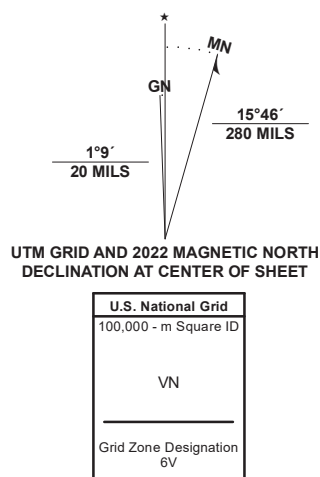 MN
GN
15°46´
280 MILS
1°9´
20 MILS
UTM GRID AND 2022 MAGNETIC NORTH
DECLINATION AT CENTER OF SHEET
U.S. National Grid
100,000 - m Square ID
VN
Grid Zone Designation
6V